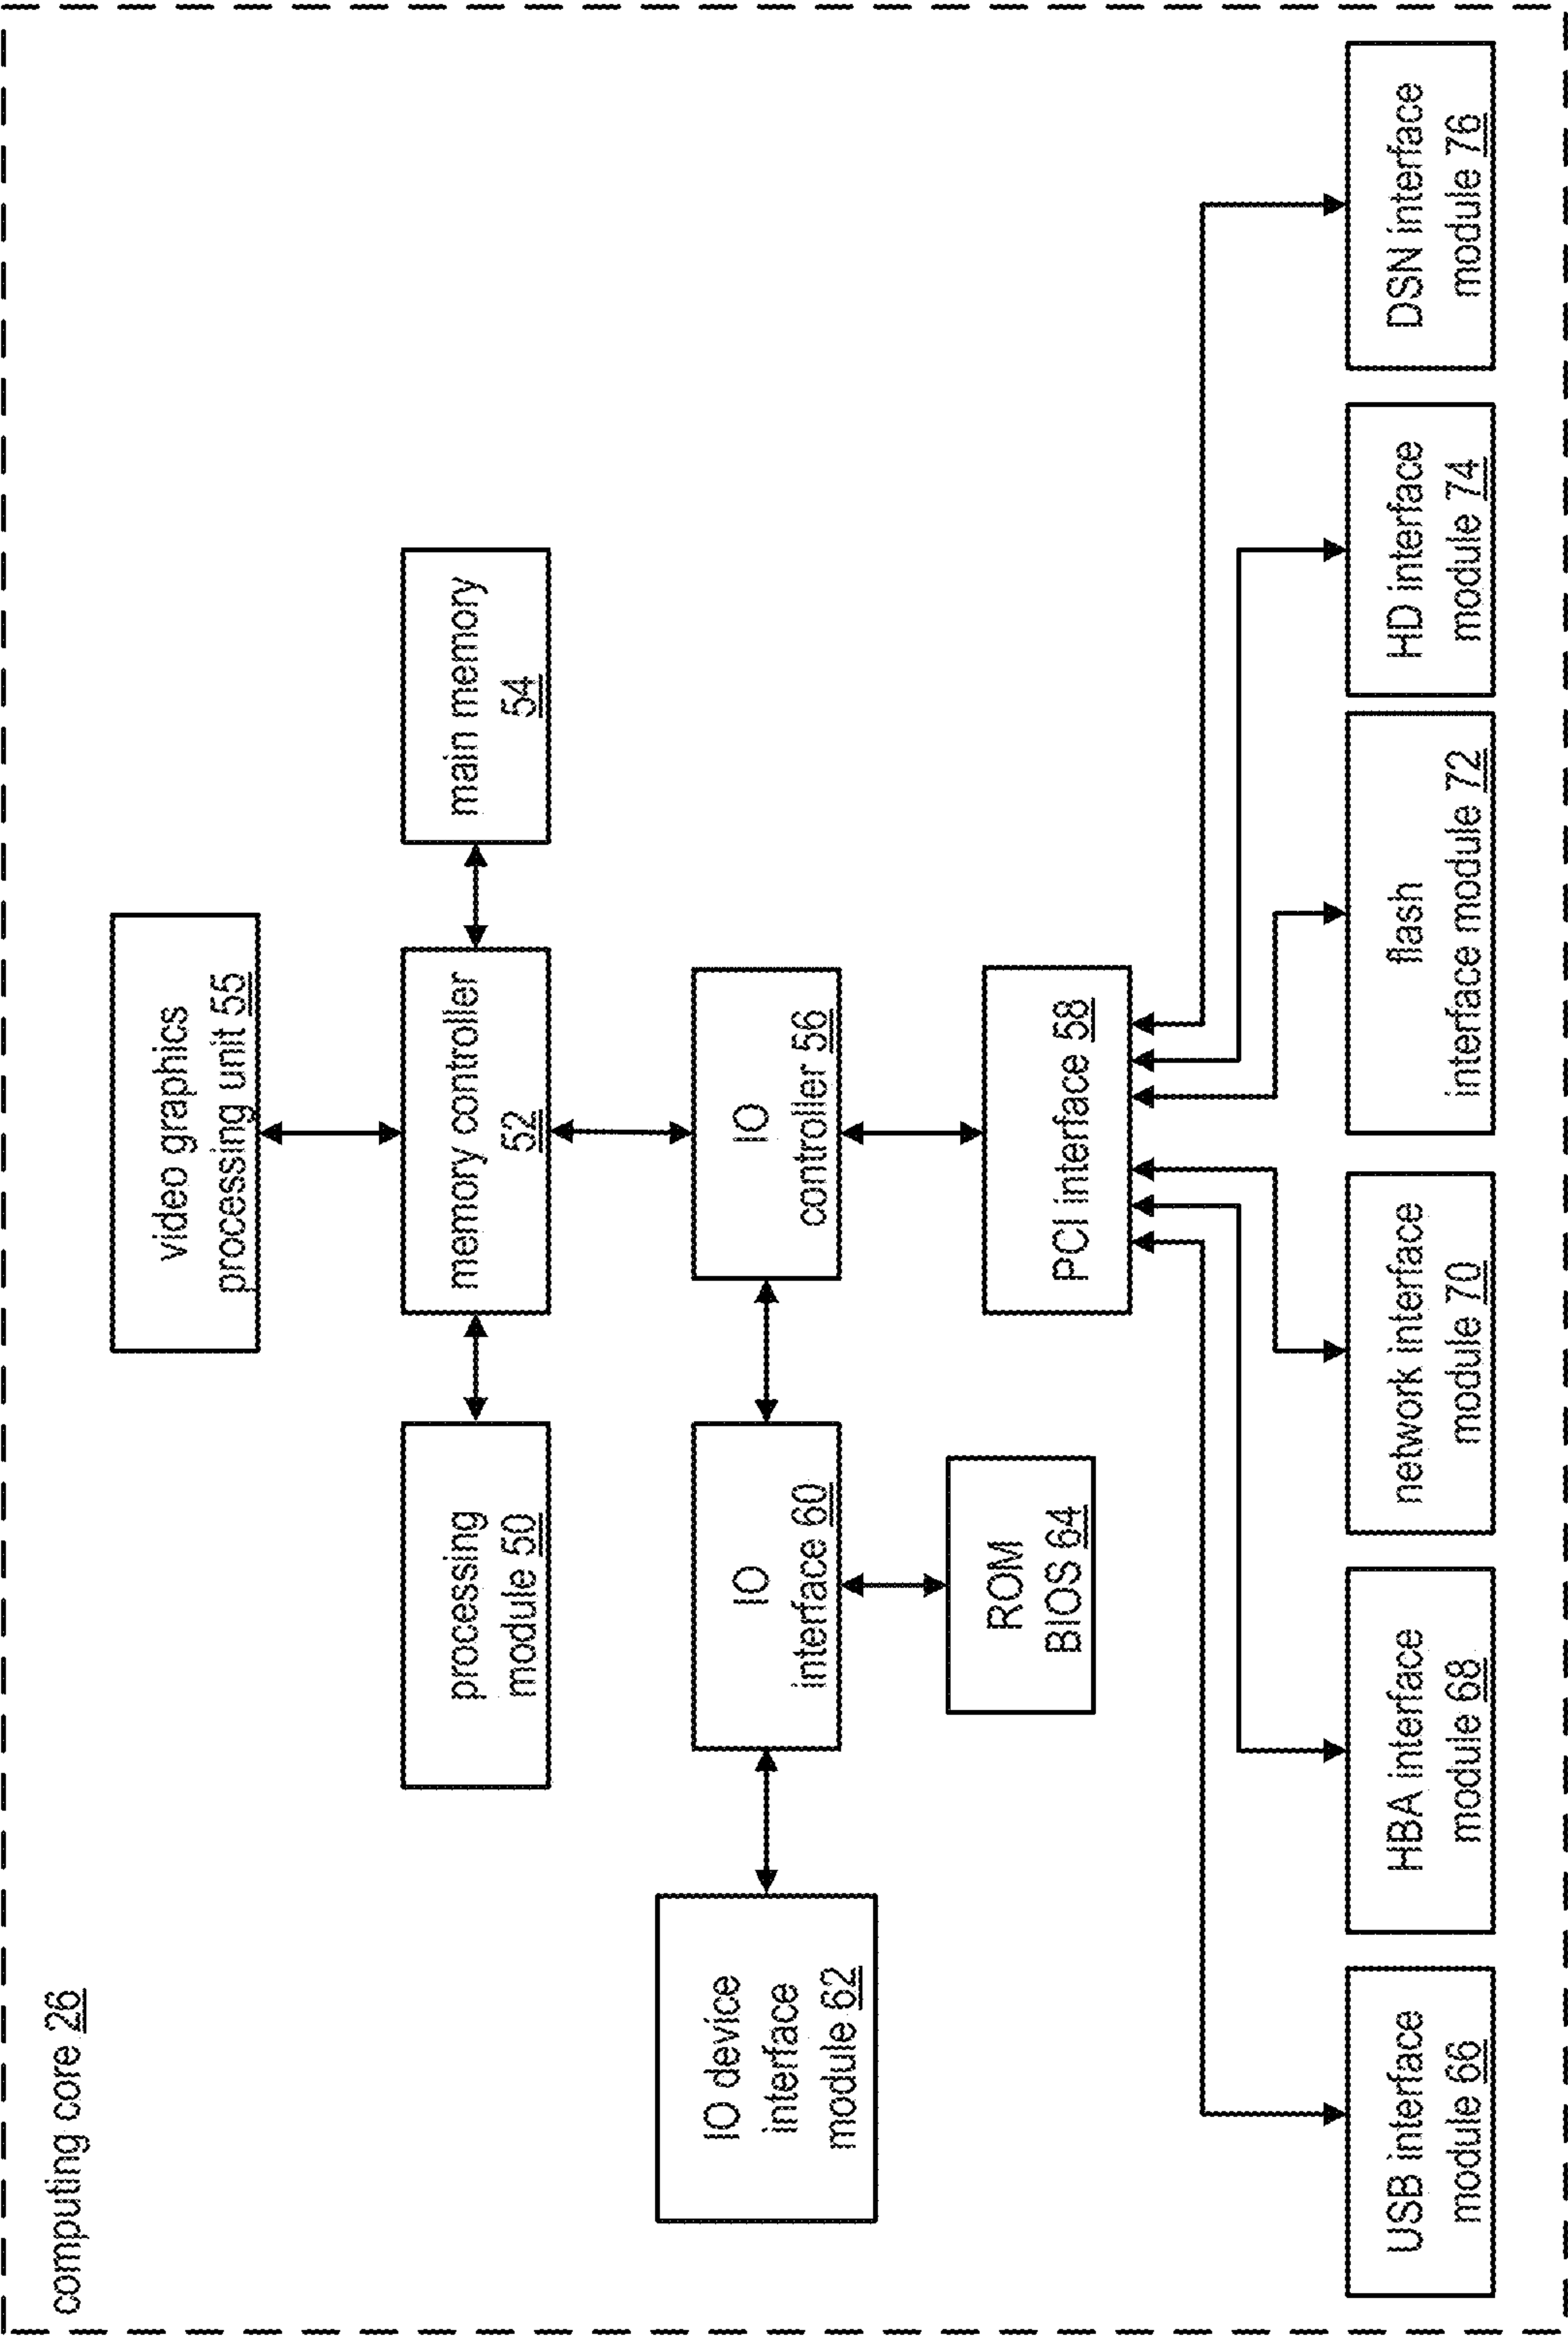 computing core 26
video graphics
processing unit 55
processing
module 50
memory controller
52
main memory
54
IO device
interface
module 62
IO
interface 60
IO
controller 56
ROM
BIOS 64
PCI interface 58
USB interface
module 66
HBA interface
module 68
network interface
module 70
flash
interface module 72
HD interface
module 74
DSN interface
module 76